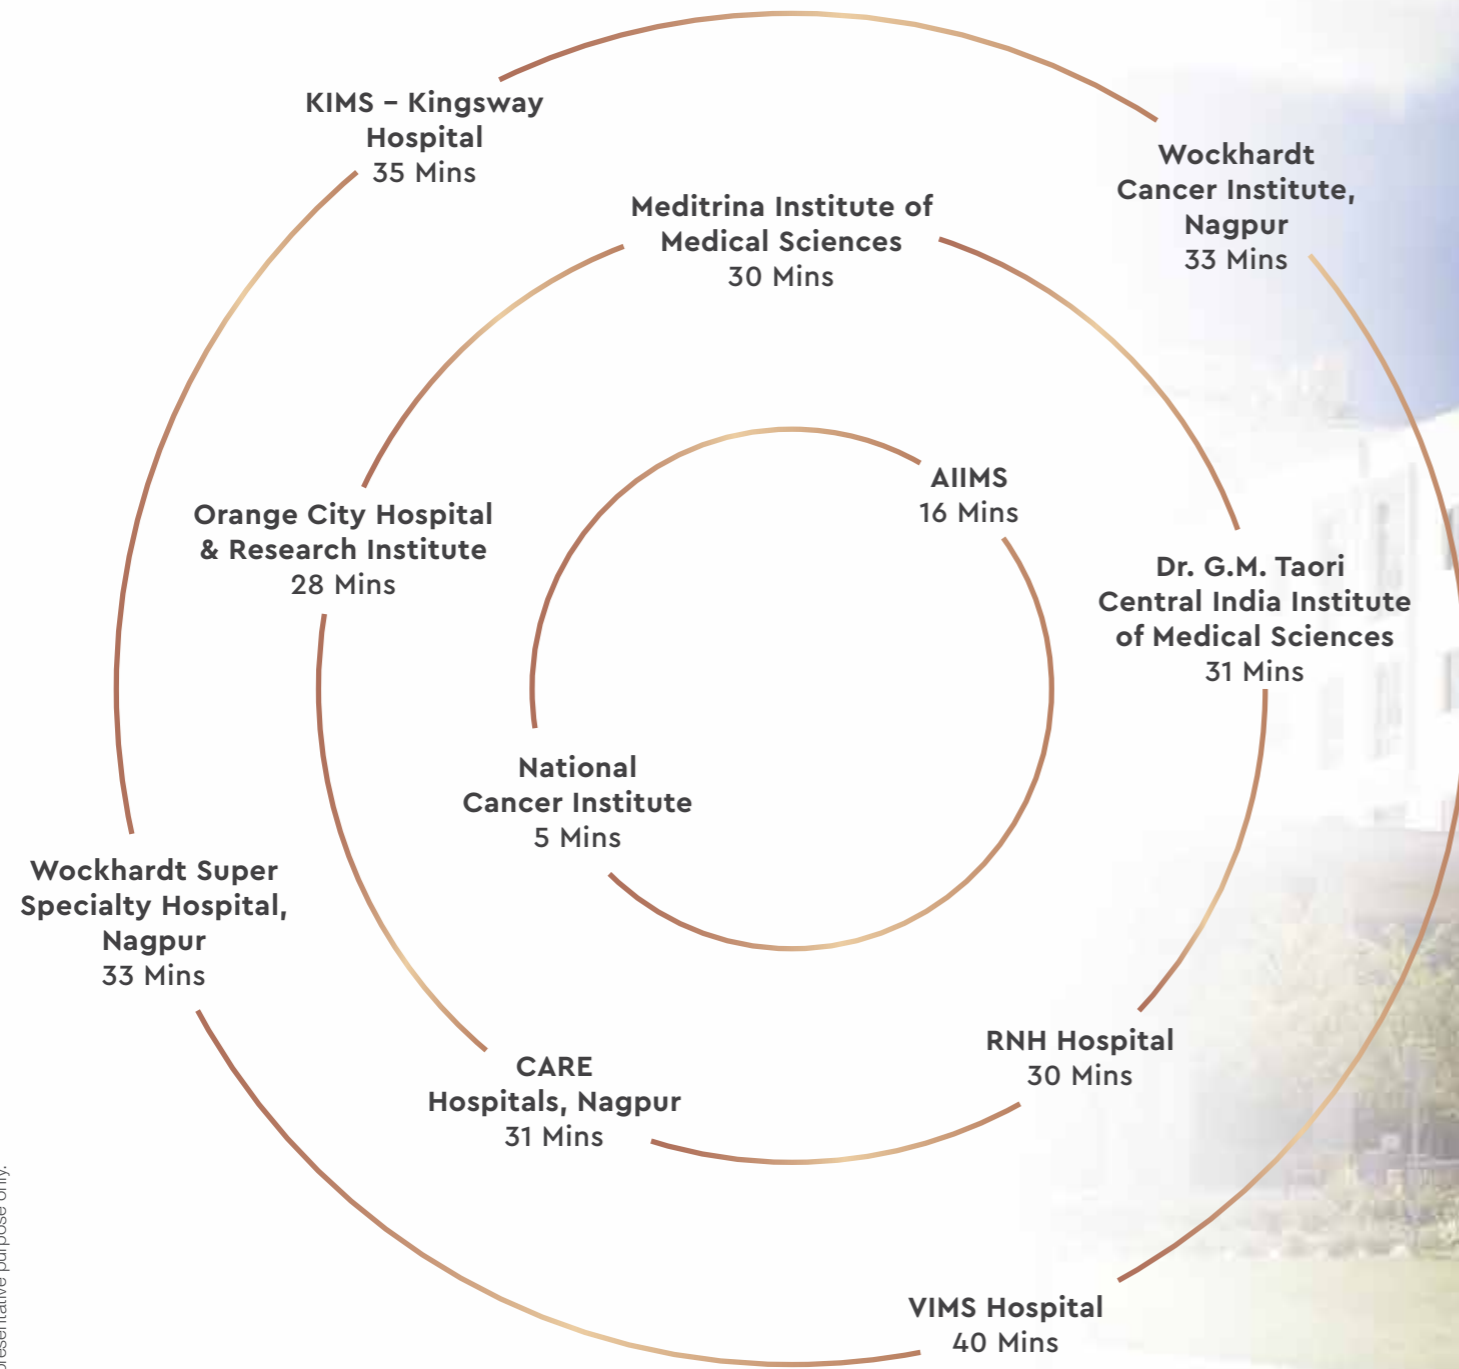 KIMS – Kingsway
Hospital
35 Mins
Wockhardt
Cancer Institute,
Nagpur
33 Mins
Meditrina Institute of
Medical Sciences
30 Mins
AIIMS
16 Mins
Orange City Hospital
& Research Institute
28 Mins
Dr. G.M. Taori
Central India Institute
of Medical Sciences
31 Mins
National
Cancer Institute
5 Mins
Wockhardt Super
Specialty Hospital,
Nagpur
33 Mins
RNH Hospital
30 Mins
CARE
Hospitals, Nagpur
31 Mins
VIMS Hospital
40 Mins
purpose only.